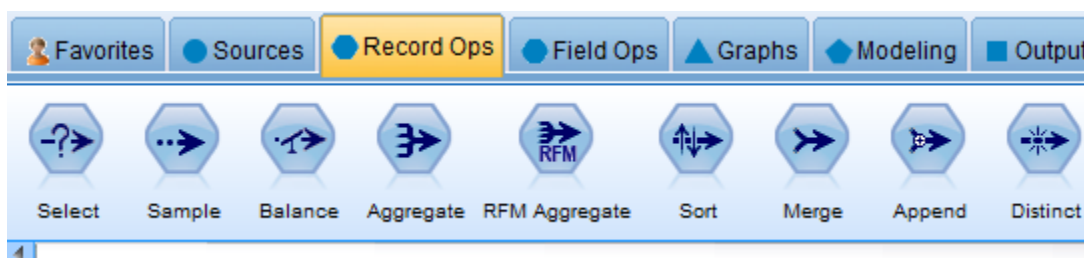 Favorites Sources Record Ops Field Ops Graphs Modeling Output
RFM
Select Sample Balance Aggregate RFM Aggregate Sort Merge Append Distinct